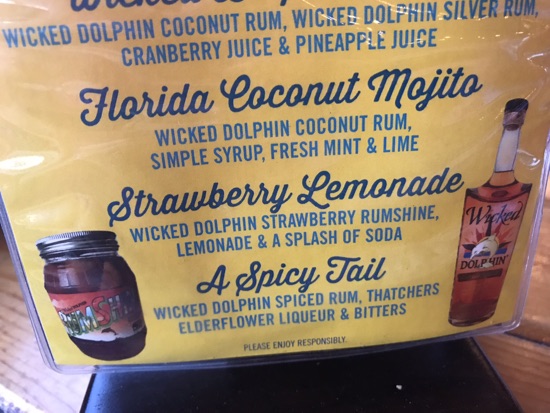 WICKED DOLPHIN COCONUT RUM, WICKED DOLPHIN SILVER RUM,
CRANBERRY JUICE & PINEAPPLE JUICE
Florida Coconut Mojito
WICKED DOLPHIN COCONUT RUM,
SIMPLE SYRUP, FRESH MINT & LIME
Strawberry Lemonade
WICKED DOLPHIN STRAWBERRY RUMSHINE,
LEMONADE & A SPLASH OF SODA
A Spicy Tail
WICKED DOLPHIN SPICED RUM, THATCHERS
ELDERFLOWER LIQUEUR & BITTERS
PLEASE ENJOY RESPONSIBLY.
Wicked
DOLPHIN